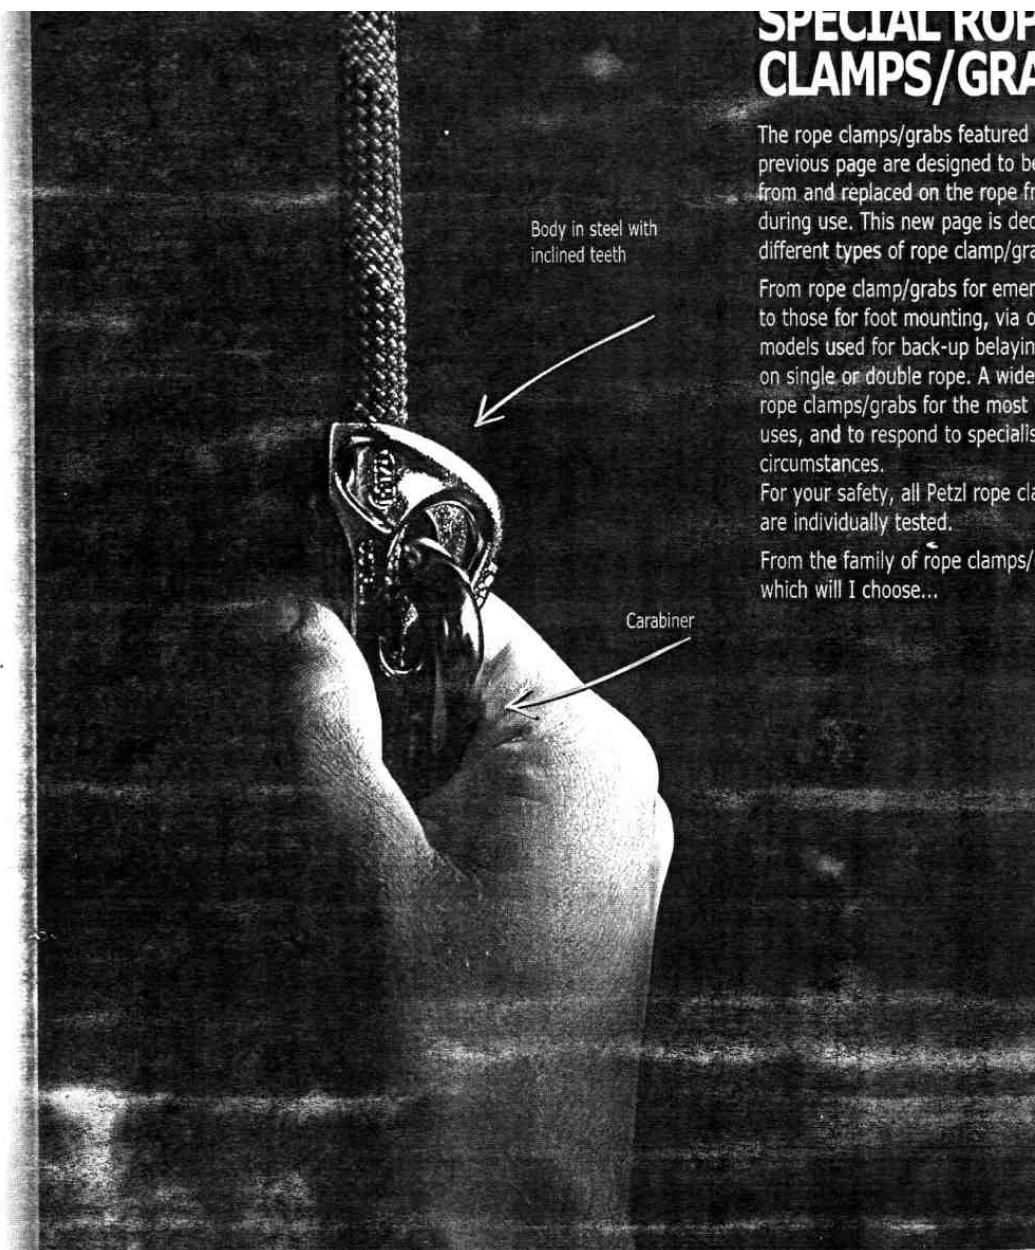 SPECIAL ROP
CLAMPS/GRA
The rope clamps/grabs featured
previous page are designed to be
from and replaced on the rope fr
during use. This new page is dec
different types of rope clamp/gra
From rope clamp/grabs for emer
to those for foot mounting, via o
models used for back-up belayin
on single or double rope. A wide
rope clamps/grabs for the most
uses, and to respond to specialis
circumstances.
For your safety, all Petzl rope cla
are individually tested.
From the family of rope clamps/
which will I choose...
Body in steel with
inclined teeth
PETZL
Carabiner